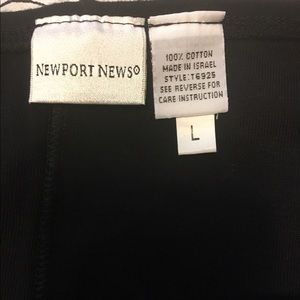 NEWPORT NEWS®
100% COTTON
MADE IN ISRAEL
STYLE: T6925
SEE REVERSE FOR
CARE INSTRUCTION
L